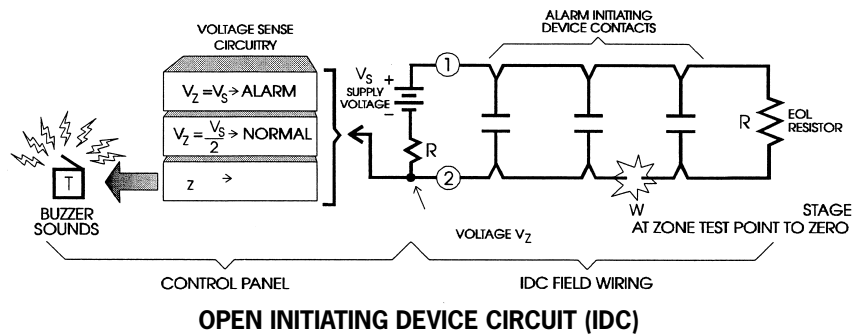 VOLTAGE SENSE
CIRCUITRY
V_Z = V_S → ALARM
V_Z = V_S/2 → NORMAL
Z →
T
BUZZER
SOUNDS
V_S +
SUPPLY
VOLTAGE −
R
1
2
VOLTAGE V_Z
ALARM INITIATING
DEVICE CONTACTS
R
EOL
RESISTOR
W STAGE
AT ZONE TEST POINT TO ZERO
CONTROL PANEL
IDC FIELD WIRING
OPEN INITIATING DEVICE CIRCUIT (IDC)